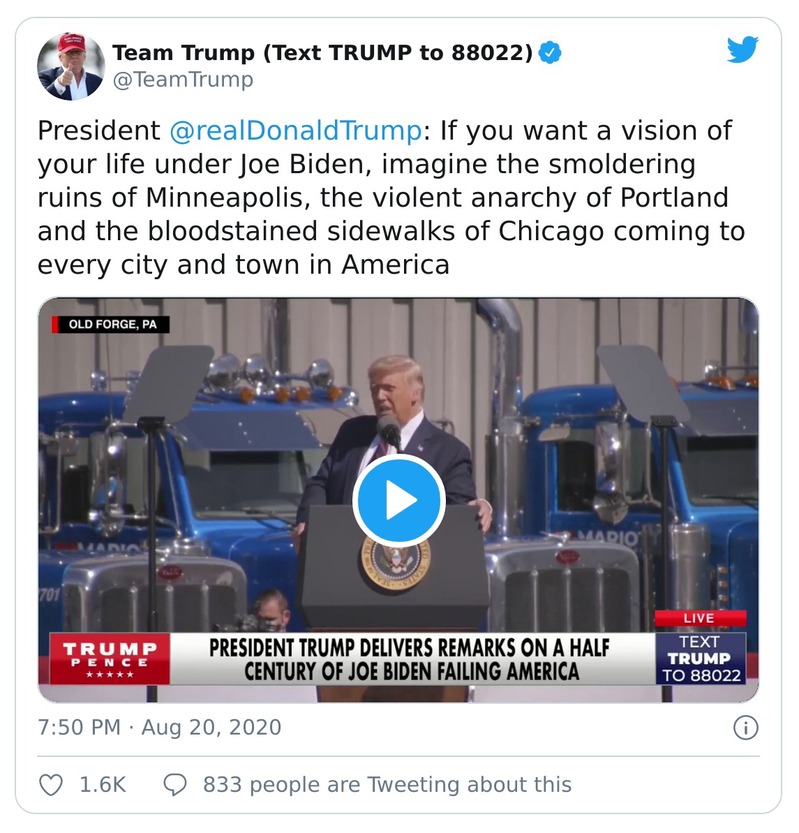 Team Trump (Text TRUMP to 88022)
@TeamTrump
President @realDonaldTrump: If you want a vision of
your life under Joe Biden, imagine the smoldering
ruins of Minneapolis, the violent anarchy of Portland
and the bloodstained sidewalks of Chicago coming to
every city and town in America
OLD FORGE, PA
MARIO
MARIO
701
LIVE
TRUMP
PENCE
PRESIDENT TRUMP DELIVERS REMARKS ON A HALF
CENTURY OF JOE BIDEN FAILING AMERICA
TEXT
TRUMP
TO 88022
7:50 PM · Aug 20, 2020
1.6K
833 people are Tweeting about this